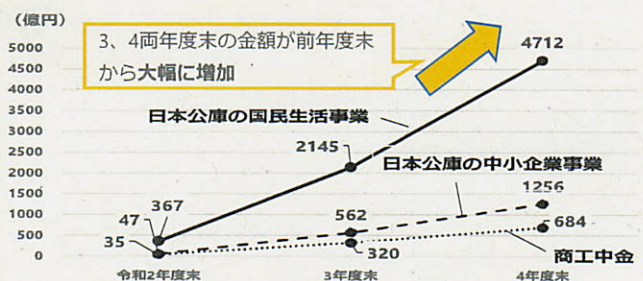 （億円）
3、4両年度末の金額が前年度末
から大幅に増加
5000
4500
4000
3500
3000
2500
2000
1500
1000
500
0
4712
日本公庫の国民生活事業
2145
日本公庫の中小企業事業
1256
47
367
562
684
35
320
商工中金
令和2年度末
3年度末
4年度末